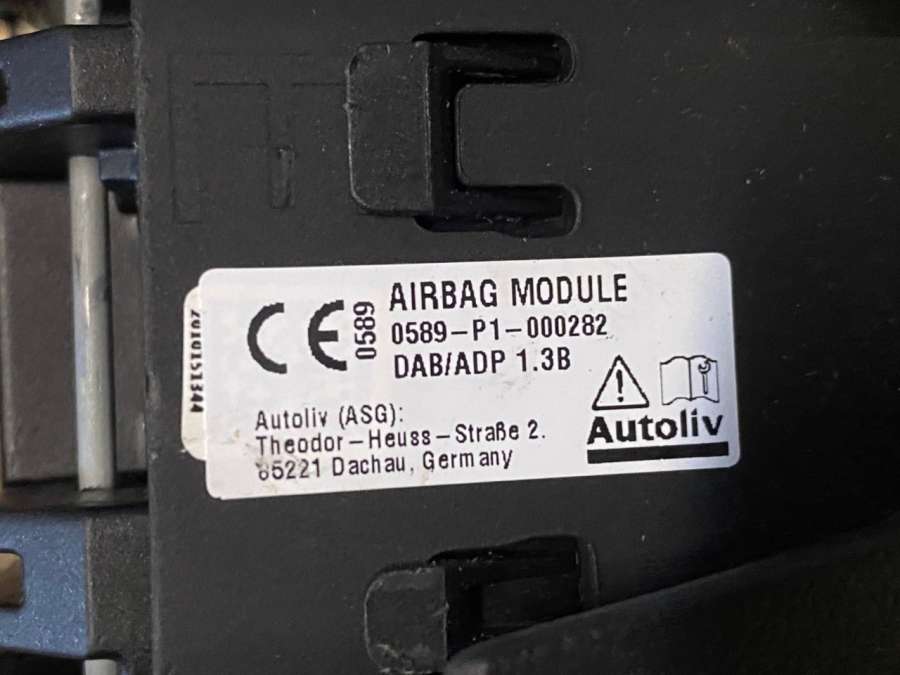 AIRBAG MODULE
0589-P1-000282
DAB/ADP 1.3B
CE
0589
Autoliv (ASG):
Theodor-Heuss-Straße 2.
85221 Dachau, Germany
Autoliv